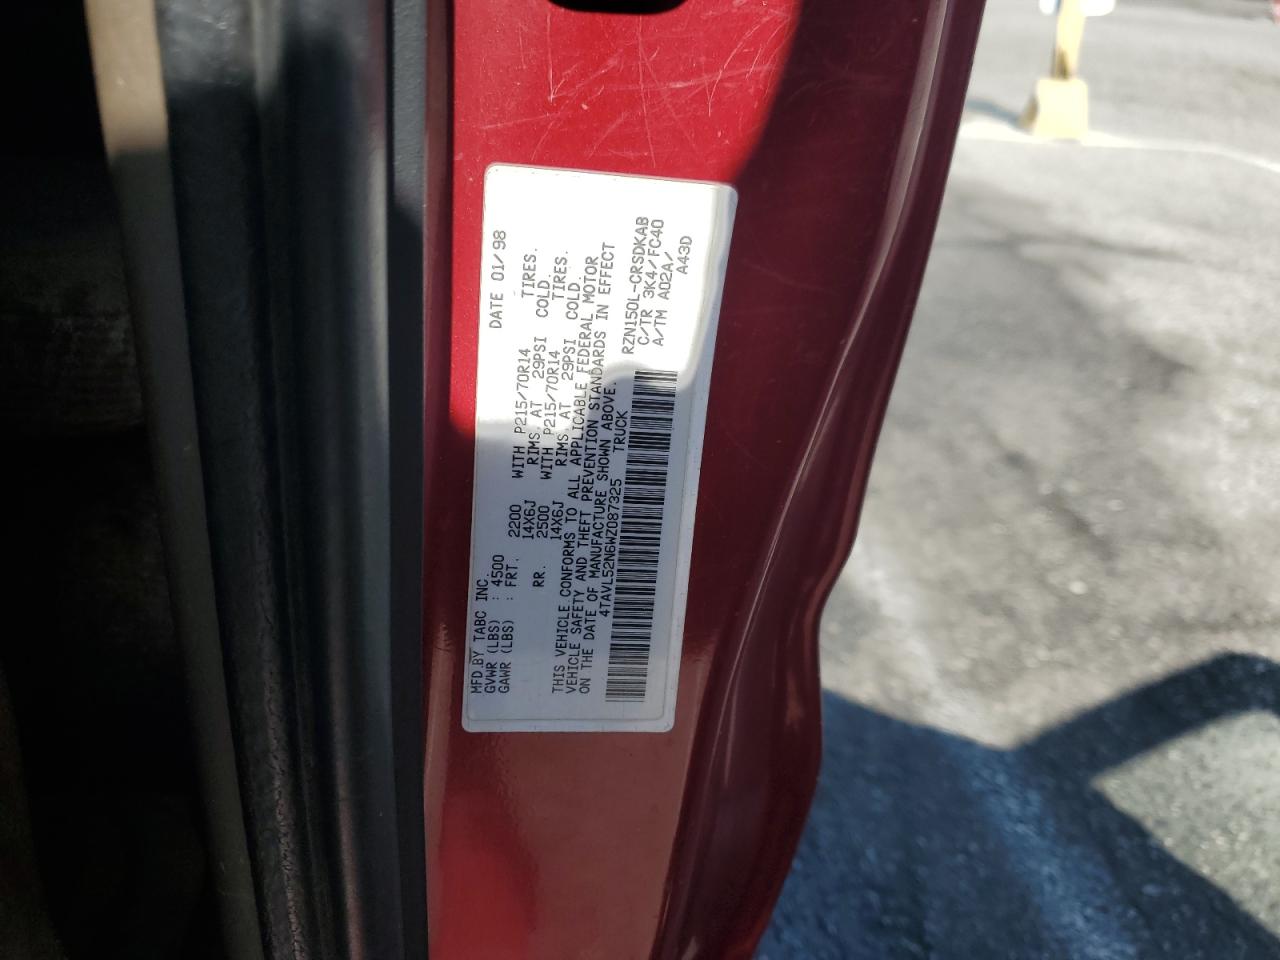 MFD.BY TABC INC. DATE 01/98
GVWR (LBS) : 4500
GAWR (LBS) : FRT. 2200 WITH P215/70R14 TIRES.
14X6J RIMS. AT 29PSI COLD.
RR. 2500 WITH P215/70R14 TIRES.
14X6J RIMS. AT 29PSI COLD.
THIS VEHICLE CONFORMS TO ALL APPLICABLE FEDERAL MOTOR
VEHICLE SAFETY AND THEFT PREVENTION STANDARDS IN EFFECT
ON THE DATE OF MANUFACTURE SHOWN ABOVE.
4TAVL52N6WZ087325 TRUCK
RZN150L-CRSDKAB
C/TR 3K4/FC40
A/TM A02A/
A43D